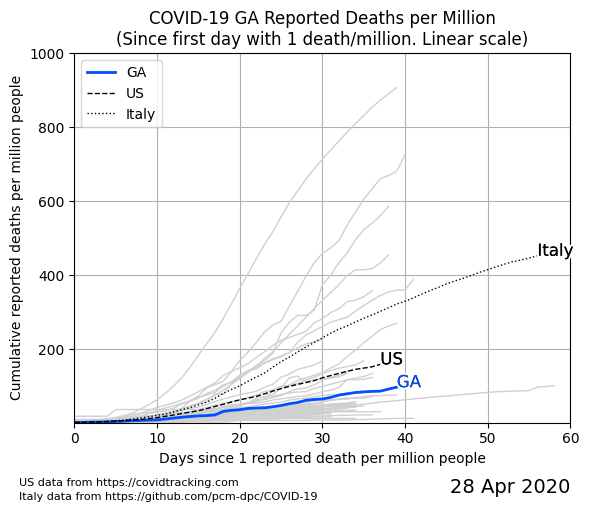 COVID-19 GA Reported Deaths per Million
(Since first day with 1 death/million. Linear scale)
Cumulative reported deaths per million people
1000
800
600
400
200
GA
US
Italy
Italy
US
GA
0
10
20
30
40
50
60
Days since 1 reported death per million people
US data from https://covidtracking.com
Italy data from https://github.com/pcm-dpc/COVID-19
28 Apr 2020